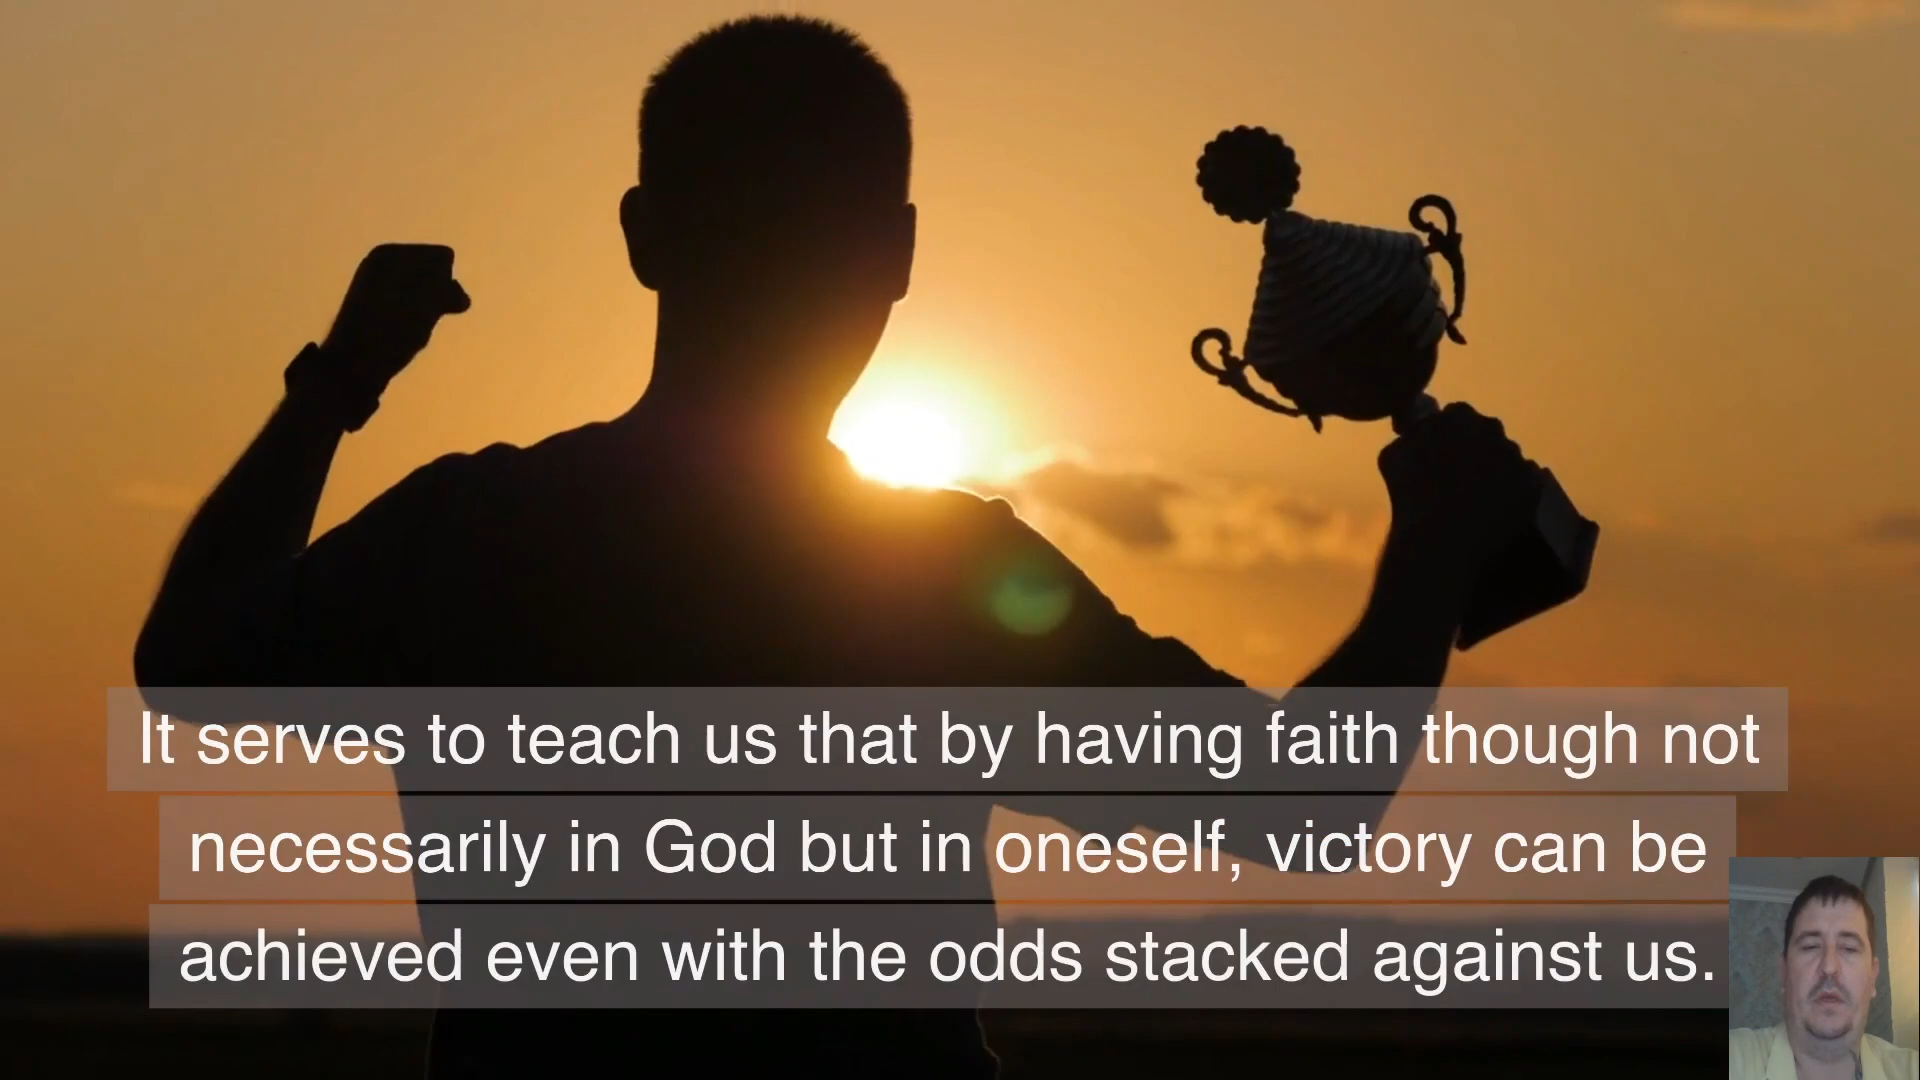 It serves to teach us that by having faith though not
necessarily in God but in oneself, victory can be
achieved even with the odds stacked against us.